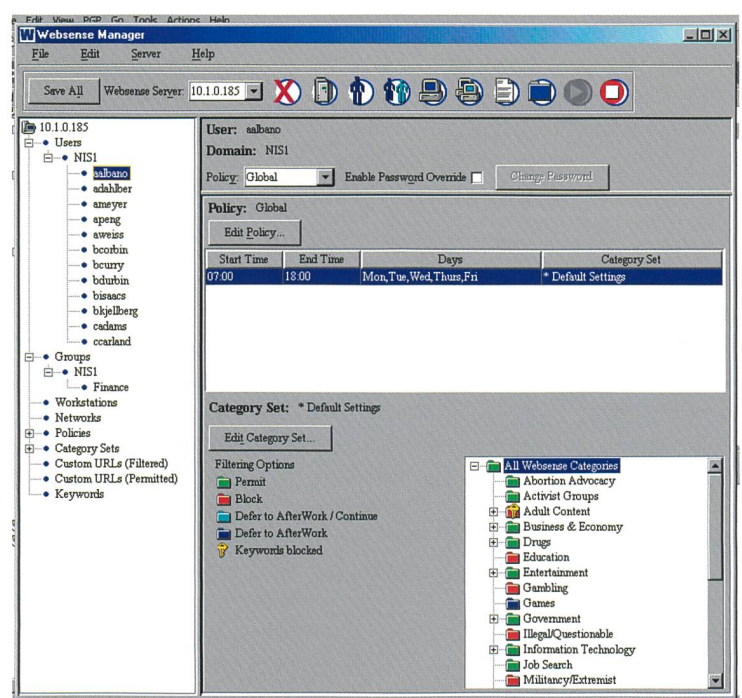 Edit View PGP Go Tools Actions Help
Websense Manager
File Edit Server Help
Save All Websense Server: 10.1.0.185
10.1.0.185
Users
NIS1
aalbano
adahlber
ameyer
apeng
aweiss
bcorbin
bcurry
bdurbin
bisaacs
bkjellberg
cadams
ccarland
Groups
NIS1
Finance
Workstations
Networks
Policies
Category Sets
Custom URLs (Filtered)
Custom URLs (Permitted)
Keywords
User: aalbano
Domain: NIS1
Policy: Global Enable Password Override Change Password
Policy: Global
Edit Policy...
Start Time End Time Days Category Set
07:00 18:00 Mon,Tue,Wed,Thurs,Fri * Default Settings
Category Set: * Default Settings
Edit Category Set...
Filtering Options
Permit
Block
Defer to AfterWork / Continue
Defer to AfterWork
Keywords blocked
All Websense Categories
Abortion Advocacy
Activist Groups
Adult Content
Business & Economy
Drugs
Education
Entertainment
Gambling
Games
Government
Illegal/Questionable
Information Technology
Job Search
Militancy/Extremist